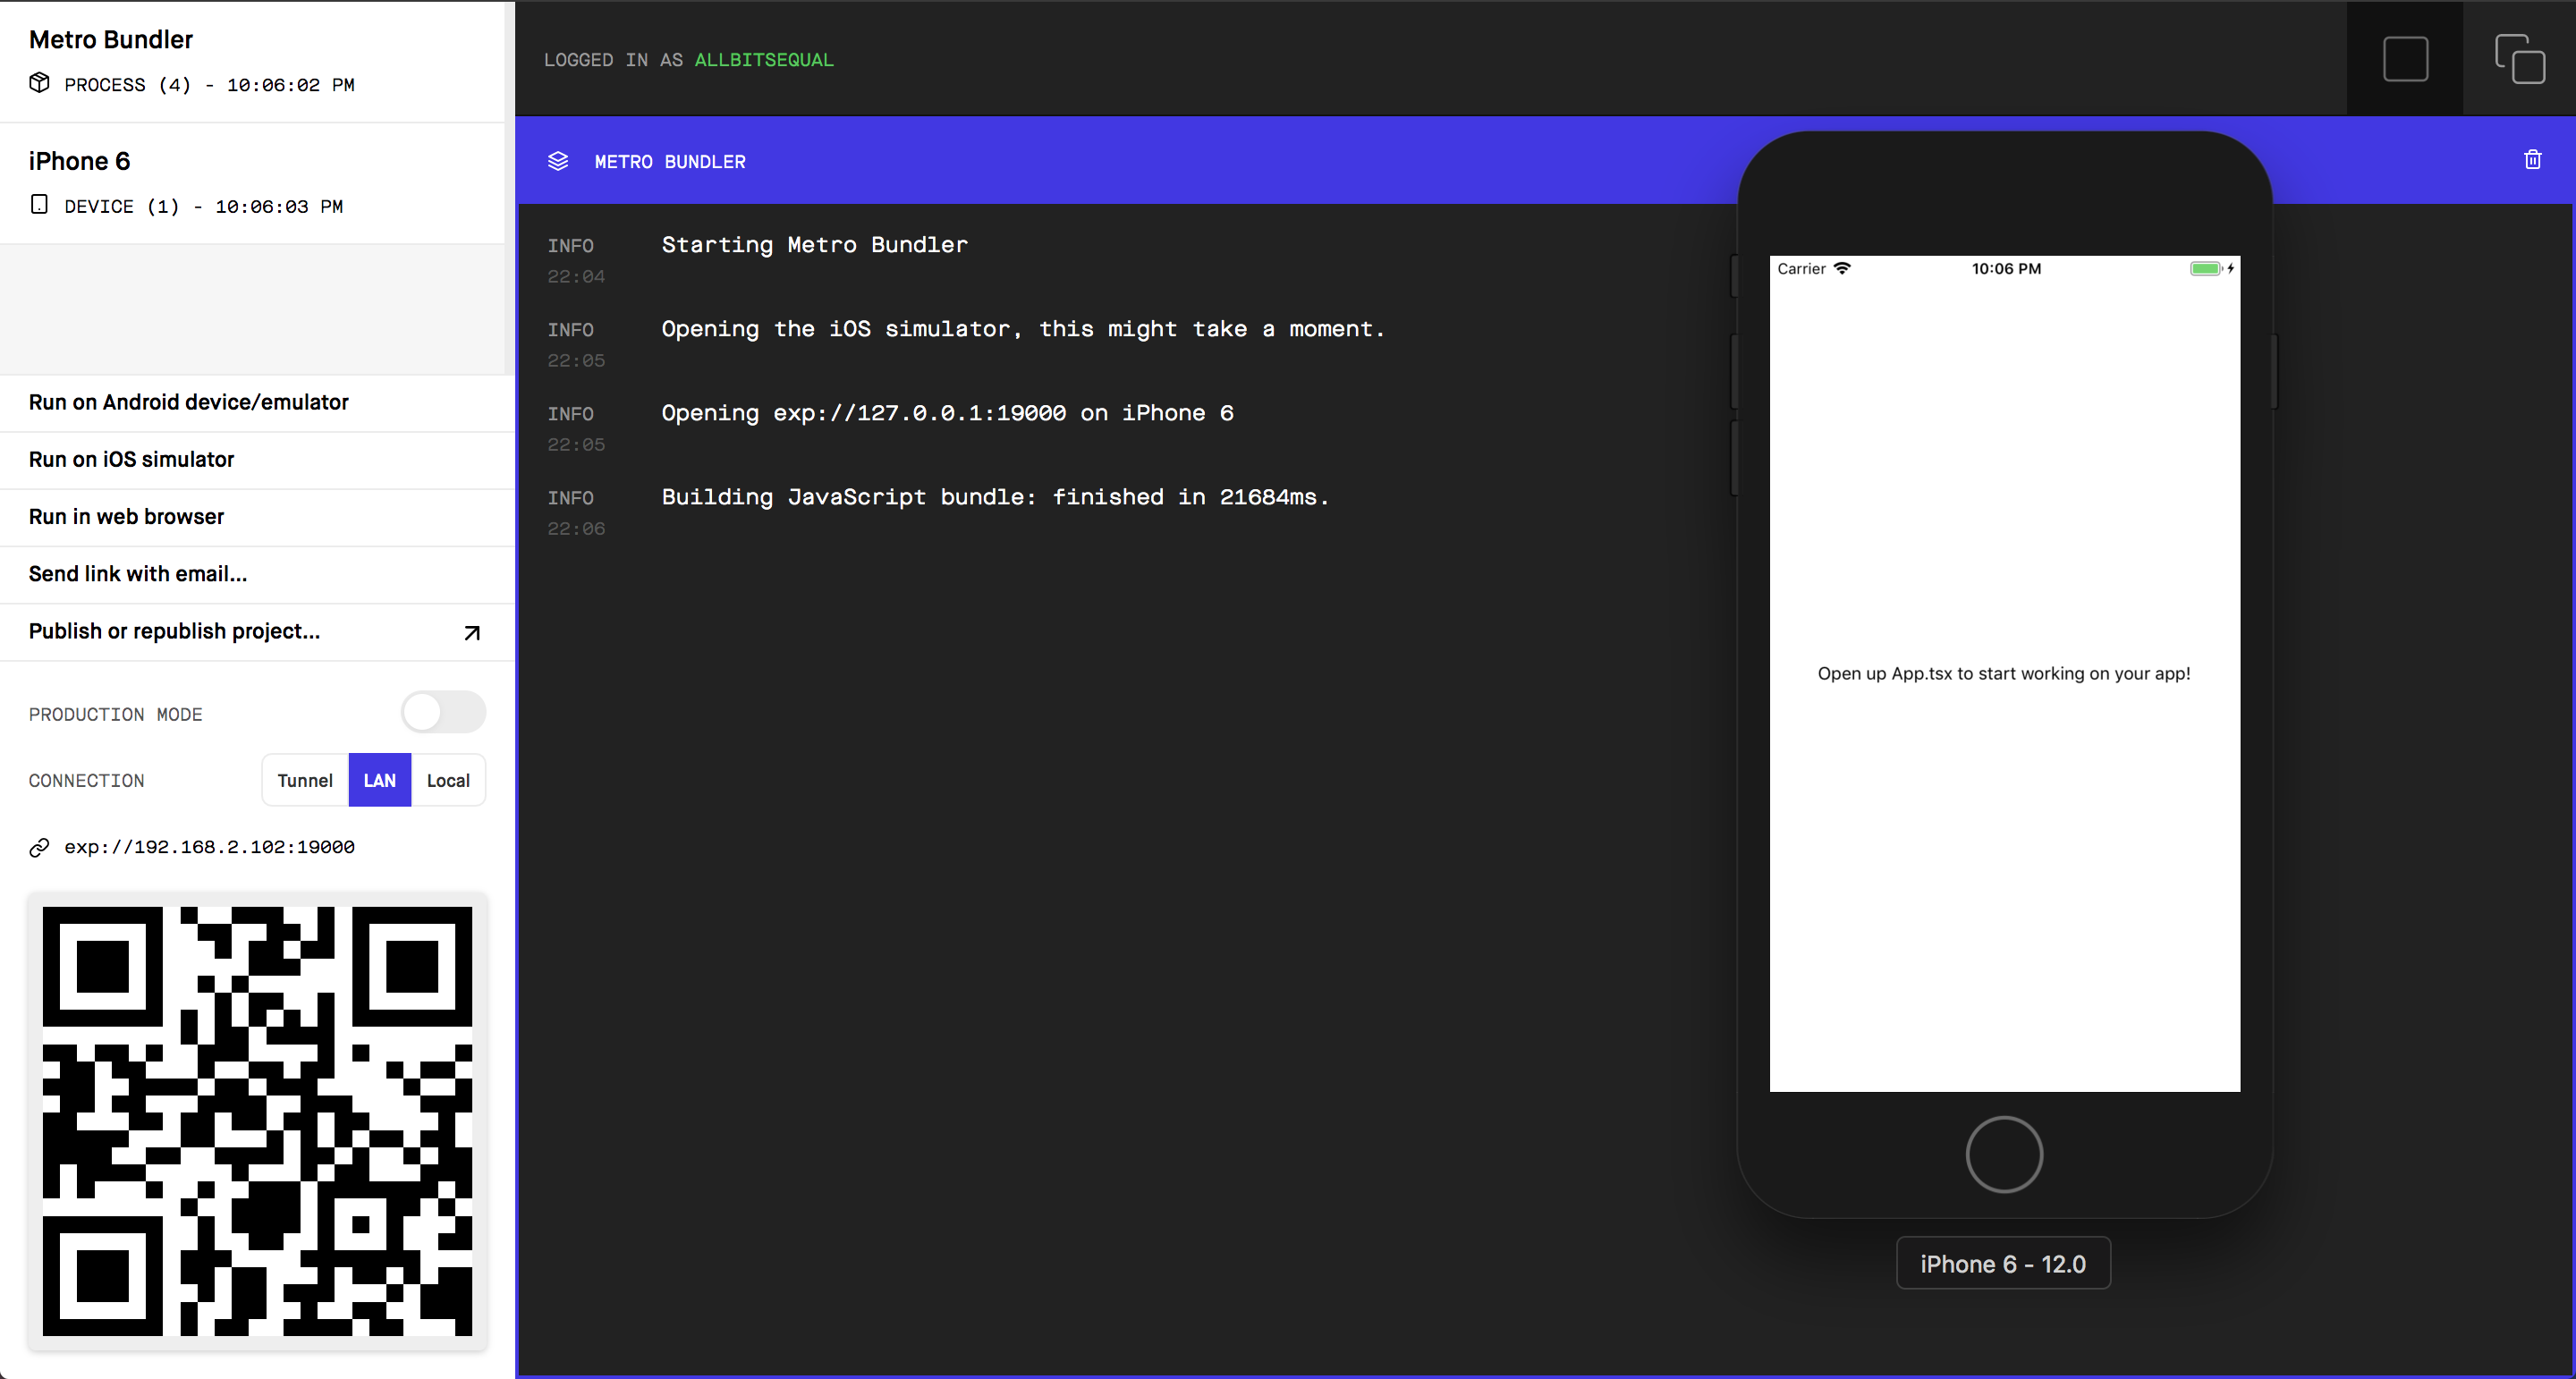 Metro Bundler
PROCESS (4) - 10:06:02 PM
iPhone 6
DEVICE (1) - 10:06:03 PM
Run on Android device/emulator
Run on iOS simulator
Run in web browser
Send link with email...
Publish or republish project...
PRODUCTION MODE
CONNECTION Tunnel LAN Local
exp://192.168.2.102:19000
LOGGED IN AS ALLBITSEQUAL
METRO BUNDLER
INFO Starting Metro Bundler
22:04
INFO Opening the iOS simulator, this might take a moment.
22:05
INFO Opening exp://127.0.0.1:19000 on iPhone 6
22:05
INFO Building JavaScript bundle: finished in 21684ms.
22:06
Carrier 10:06 PM
Open up App.tsx to start working on your app!
iPhone 6 - 12.0